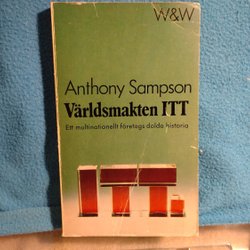 W&W
Anthony Sampson
Världsmakten ITT
Ett multinationellt företags dolda historia
ITT